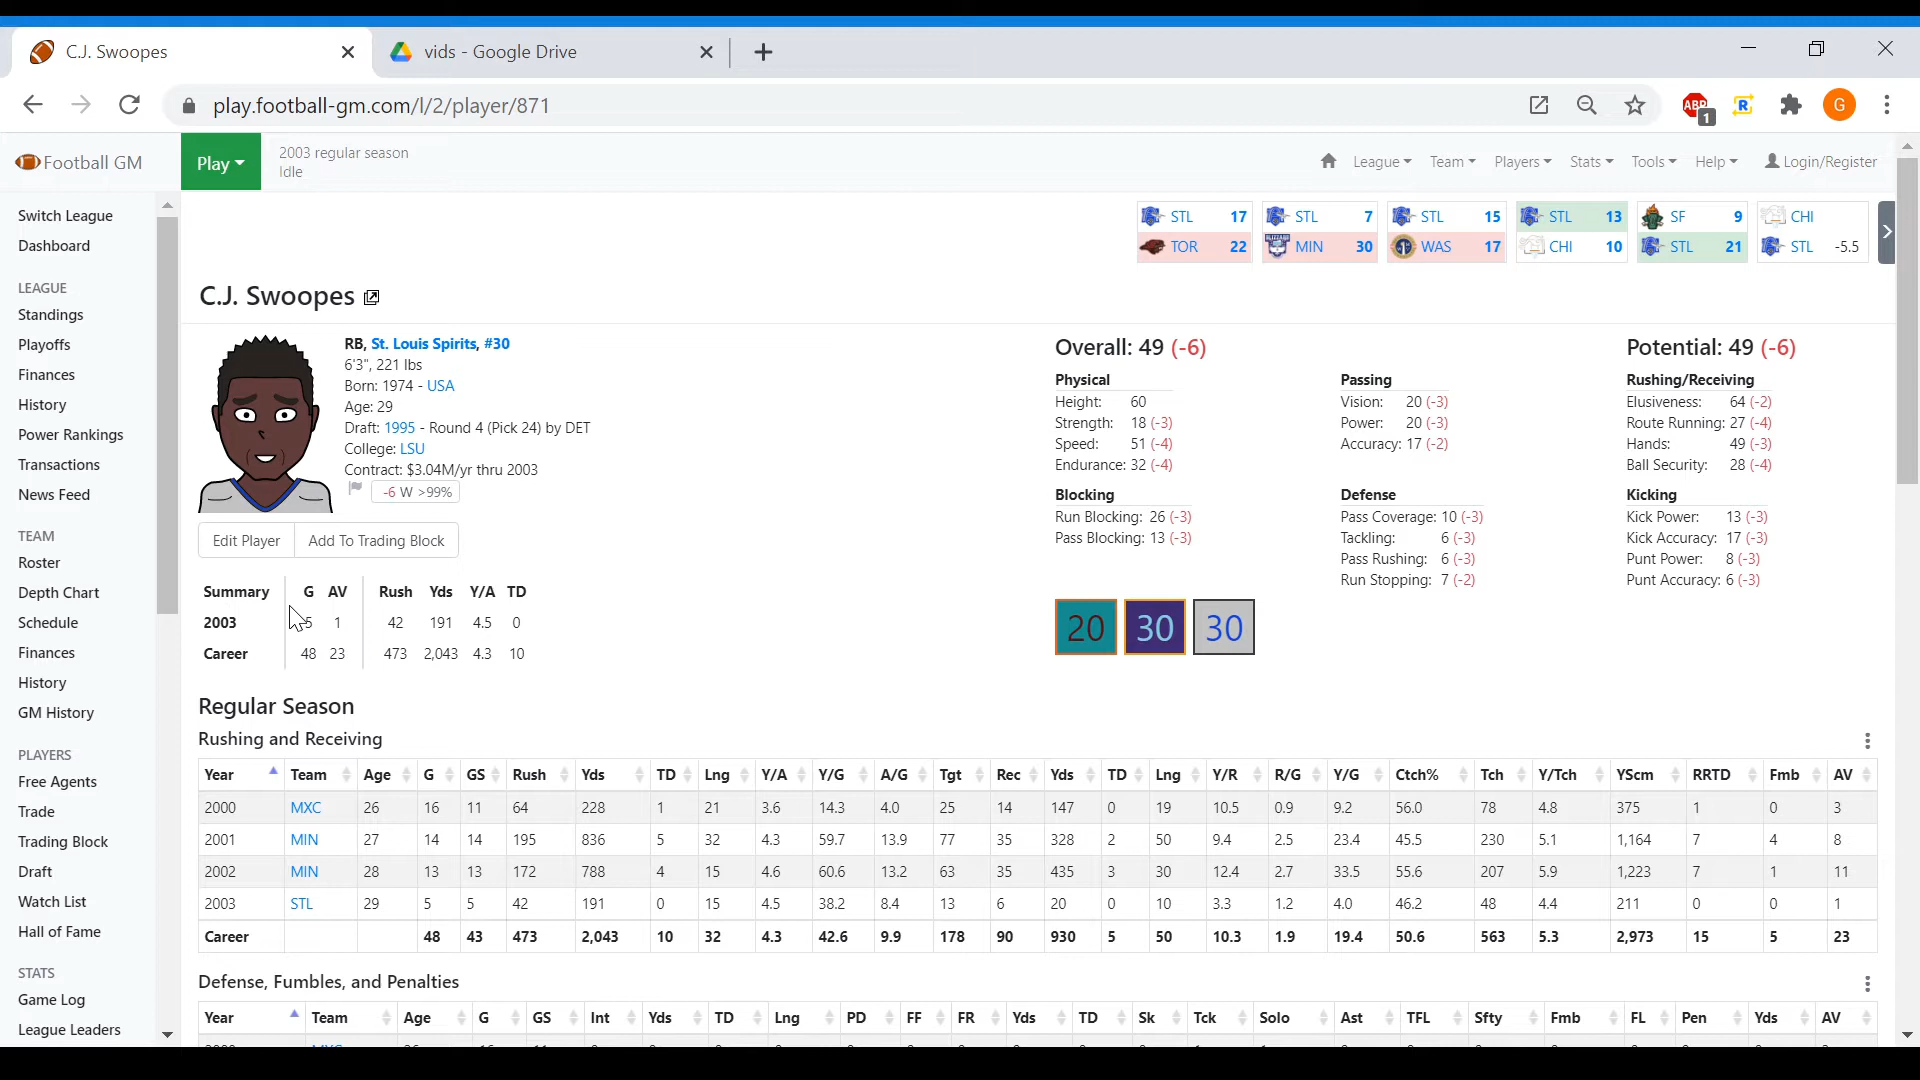 C.J. Swoopes
vids - Google Drive
play.football-gm.com/l/2/player/871
ABP 1 R G
Football GM
Play
2003 regular season
Idle
League Team Players Stats Tools Help Login/Register
STL 17 STL 7 STL 15 STL 13 SF 9 CHI
TOR 22 MIN 30 WAS 17 CHI 10 STL 21 STL -5.5
Switch League
Dashboard
LEAGUE
Standings
Playoffs
Finances
History
Power Rankings
Transactions
News Feed
TEAM
Roster
Depth Chart
Schedule
Finances
History
GM History
PLAYERS
Free Agents
Trade
Trading Block
Draft
Watch List
Hall of Fame
STATS
Game Log
League Leaders
C.J. Swoopes
RB, St. Louis Spirits, #30
6'3", 221 lbs
Born: 1974 - USA
Age: 29
Draft: 1995 - Round 4 (Pick 24) by DET
College: LSU
Contract: $3.04M/yr thru 2003
-6 W >99%
Edit Player Add To Trading Block
Overall: 49 (-6)
Physical
Height: 60
Strength: 18 (-3)
Speed: 51 (-4)
Endurance: 32 (-4)
Blocking
Run Blocking: 26 (-3)
Pass Blocking: 13 (-3)
Passing
Vision: 20 (-3)
Power: 20 (-3)
Accuracy: 17 (-2)
Defense
Pass Coverage: 10 (-3)
Tackling: 6 (-3)
Pass Rushing: 6 (-3)
Run Stopping: 7 (-2)
Potential: 49 (-6)
Rushing/Receiving
Elusiveness: 64 (-2)
Route Running: 27 (-4)
Hands: 49 (-3)
Ball Security: 28 (-4)
Kicking
Kick Power: 13 (-3)
Kick Accuracy: 17 (-3)
Punt Power: 8 (-3)
Punt Accuracy: 6 (-3)
20 30 30
Summary G AV Rush Yds Y/A TD
2003 5 1 42 191 4.5 0
Career 48 23 473 2,043 4.3 10
Regular Season
Rushing and Receiving
Year Team Age G GS Rush Yds TD Lng Y/A Y/G A/G Tgt Rec Yds TD Lng Y/R R/G Y/G Ctch% Tch Y/Tch YScm RRTD Fmb AV
2000 MXC 26 16 11 64 228 1 21 3.6 14.3 4.0 25 14 147 0 19 10.5 0.9 9.2 56.0 78 4.8 375 1 0 3
2001 MIN 27 14 14 195 836 5 32 4.3 59.7 13.9 77 35 328 2 50 9.4 2.5 23.4 45.5 230 5.1 1,164 7 4 8
2002 MIN 28 13 13 172 788 4 15 4.6 60.6 13.2 63 35 435 3 30 12.4 2.7 33.5 55.6 207 5.9 1,223 7 1 11
2003 STL 29 5 5 42 191 0 15 4.5 38.2 8.4 13 6 20 0 10 3.3 1.2 4.0 46.2 48 4.4 211 0 0 1
Career 48 43 473 2,043 10 32 4.3 42.6 9.9 178 90 930 5 50 10.3 1.9 19.4 50.6 563 5.3 2,973 15 5 23
Defense, Fumbles, and Penalties
Year Team Age G GS Int Yds TD Lng PD FF FR Yds TD Sk Tck Solo Ast TFL Sfty Fmb FL Pen Yds AV